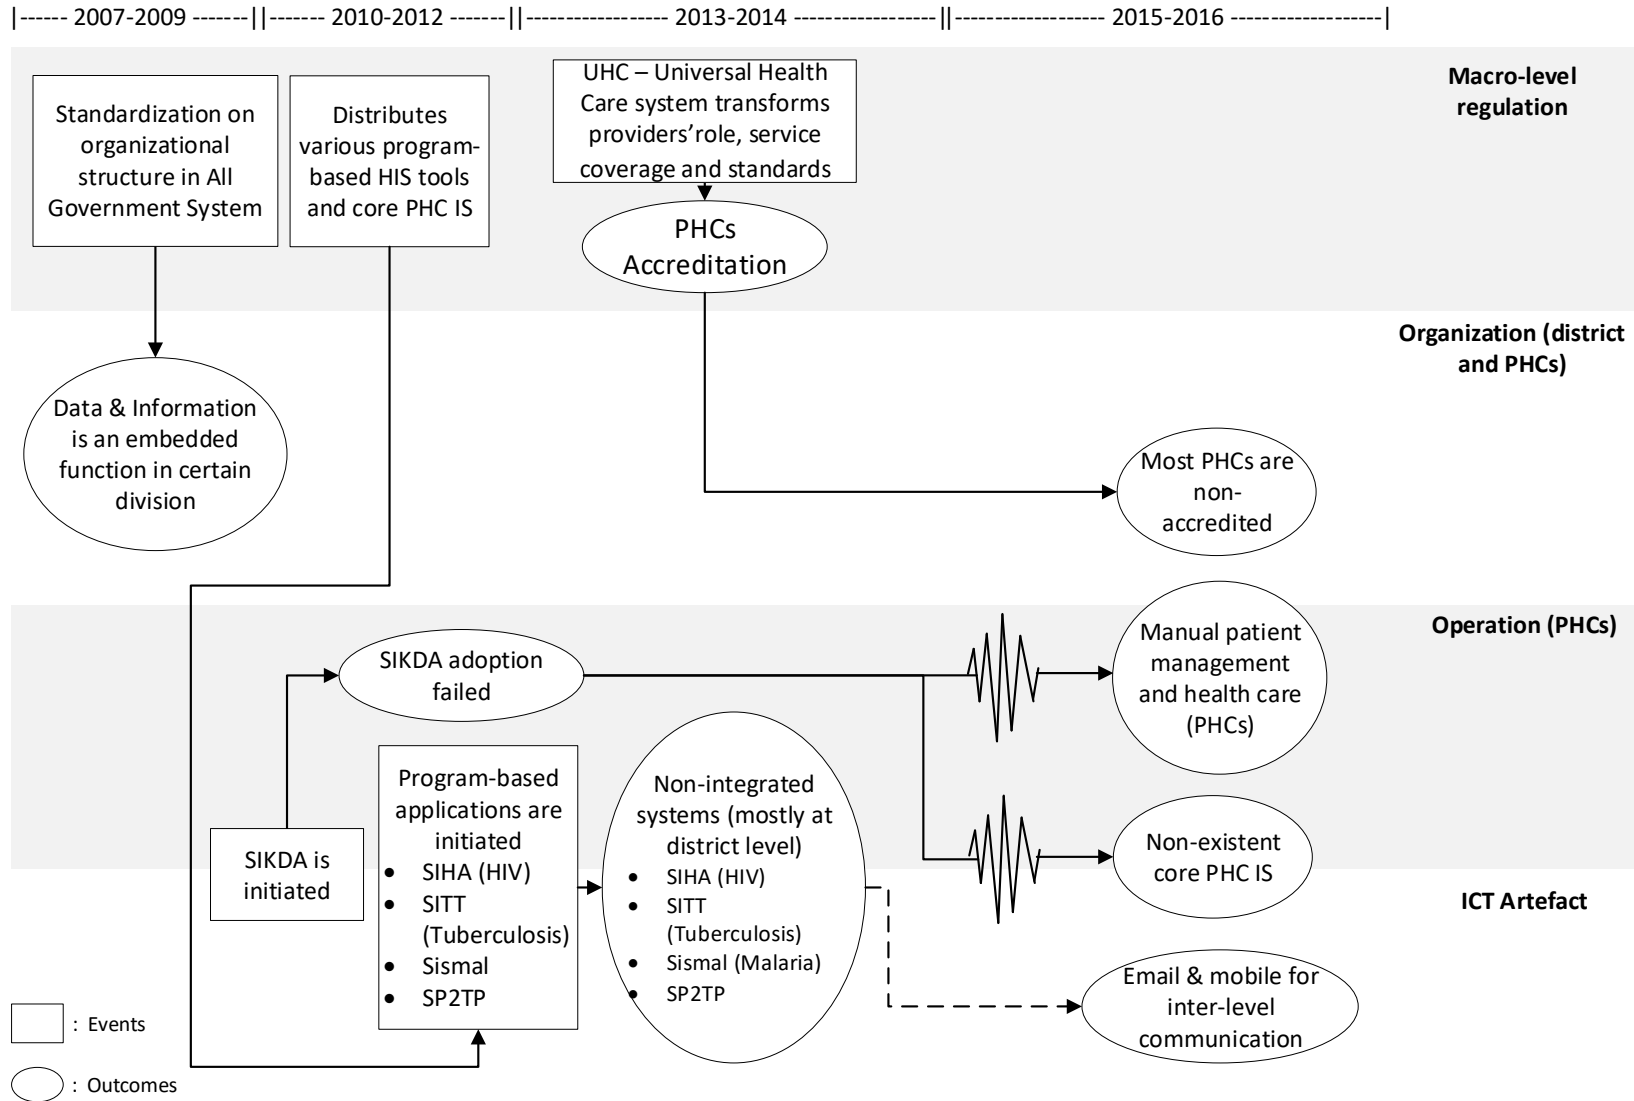 |------ 2007-2009 -------||------- 2010-2012 -------||------------------ 2013-2014 ------------------||------------------- 2015-2016 -------------------|
Macro-level
regulation
Standardization on
organizational
structure in All
Government System
Distributes
various program-
based HIS tools
and core PHC IS
UHC – Universal Health
Care system transforms
providers’role, service
coverage and standards
PHCs
Accreditation
Organization (district
and PHCs)
Data & Information
is an embedded
function in certain
division
Most PHCs are
non-
accredited
Operation (PHCs)
SIKDA adoption
failed
Manual patient
management
and health care
(PHCs)
SIKDA is
initiated
Program-based
applications are
initiated
• SIHA (HIV)
• SITT
(Tuberculosis)
• Sismal
• SP2TP
Non-integrated
systems (mostly at
district level)
• SIHA (HIV)
• SITT
(Tuberculosis)
• Sismal (Malaria)
• SP2TP
Non-existent
core PHC IS
ICT Artefact
Email & mobile for
inter-level
communication
: Events
: Outcomes